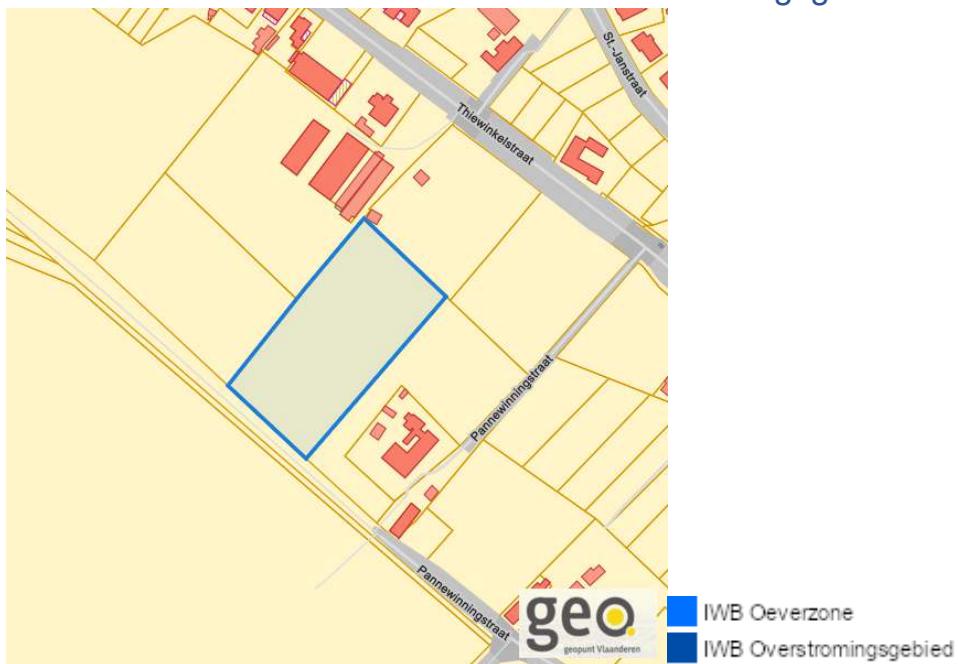 St.-Janstraat
Thiewinkelstraat
Pannewinningstraat
Pannewinningstraat
geo
geopunt Vlaanderen
IWB Oeverzone
IWB Overstromingsgebied